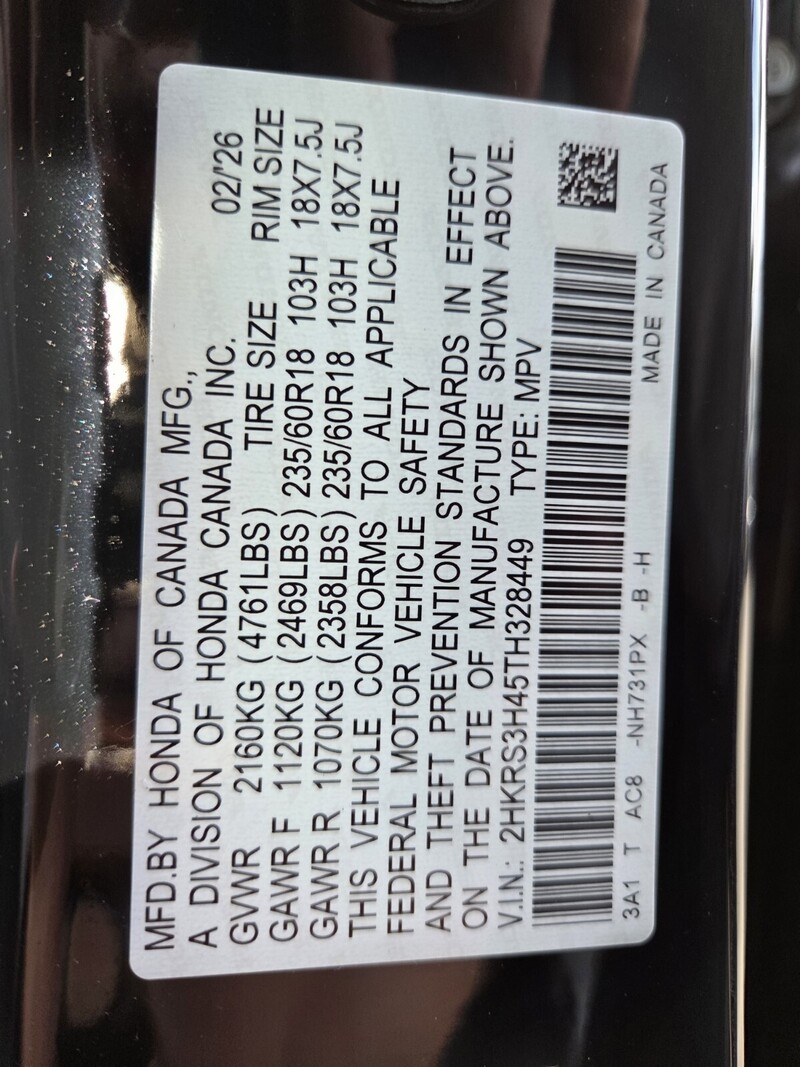 MFD.BY HONDA OF CANADA MFG.,
A DIVISION OF HONDA CANADA INC. 02/'26
GVWR 2160KG (4761LBS) TIRE SIZE RIM SIZE
GAWR F 1120KG (2469LBS) 235/60R18 103H 18X7.5J
GAWR R 1070KG (2358LBS) 235/60R18 103H 18X7.5J
THIS VEHICLE CONFORMS TO ALL APPLICABLE
FEDERAL MOTOR VEHICLE SAFETY
AND THEFT PREVENTION STANDARDS IN EFFECT
ON THE DATE OF MANUFACTURE SHOWN ABOVE.
V.I.N.: 2HKRS3H45TH328449 TYPE: MPV
3A1 T AC8 -NH731PX -B -H MADE IN CANADA